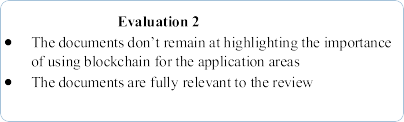 Evaluation 2
● The documents don't remain at highlighting the importance
of using blockchain for the application areas
● The documents are fully relevant to the review